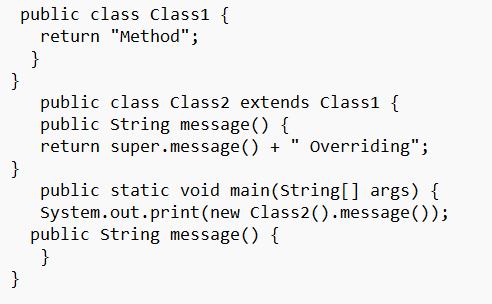 public class Class1 {
return "Method";
}
}
public class Class2 extends Class1 {
public String message() {
return super.message() + " Overriding";
}
public static void main(String[] args) {
System.out.print(new Class2().message());
public String message() {
}
}